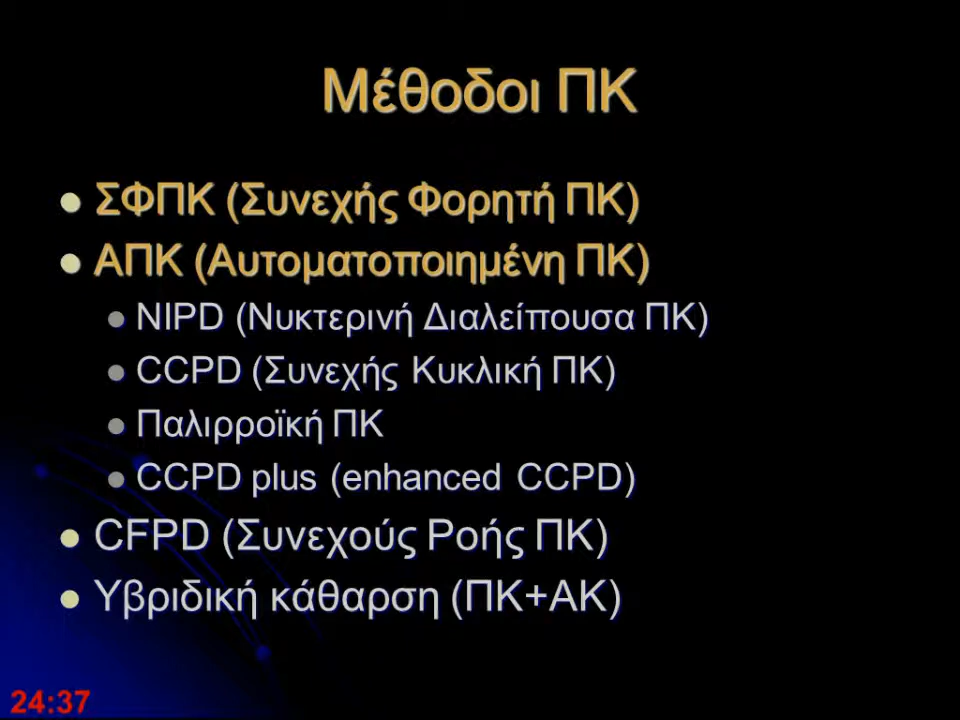 Μέθοδοι ΠΚ
ΣΦΠΚ (Συνεχής Φορητή ΠΚ)
ΑΠΚ (Αυτοματοποιημένη ΠΚ)
NIPD (Νυκτερινή Διαλείπουσα ΠΚ)
CCPD (Συνεχής Κυκλική ΠΚ)
Παλιρροϊκή ΠΚ
CCPD plus (enhanced CCPD)
CFPD (Συνεχούς Ροής ΠΚ)
Υβριδική κάθαρση (ΠΚ+ΑΚ)
24:37